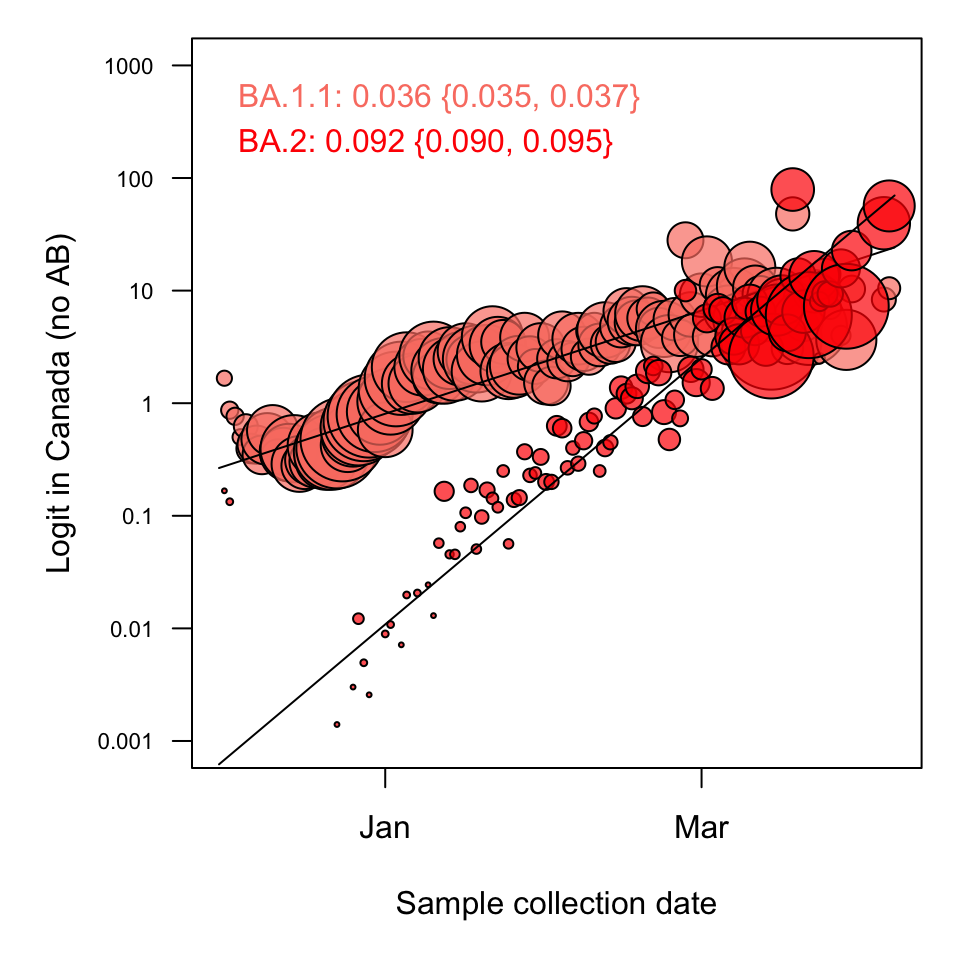 BA.1.1: 0.036 {0.035, 0.037}
BA.2: 0.092 {0.090, 0.095}
1000
100
10
1
0.1
0.01
0.001
Logit in Canada (no AB)
Jan
Mar
Sample collection date